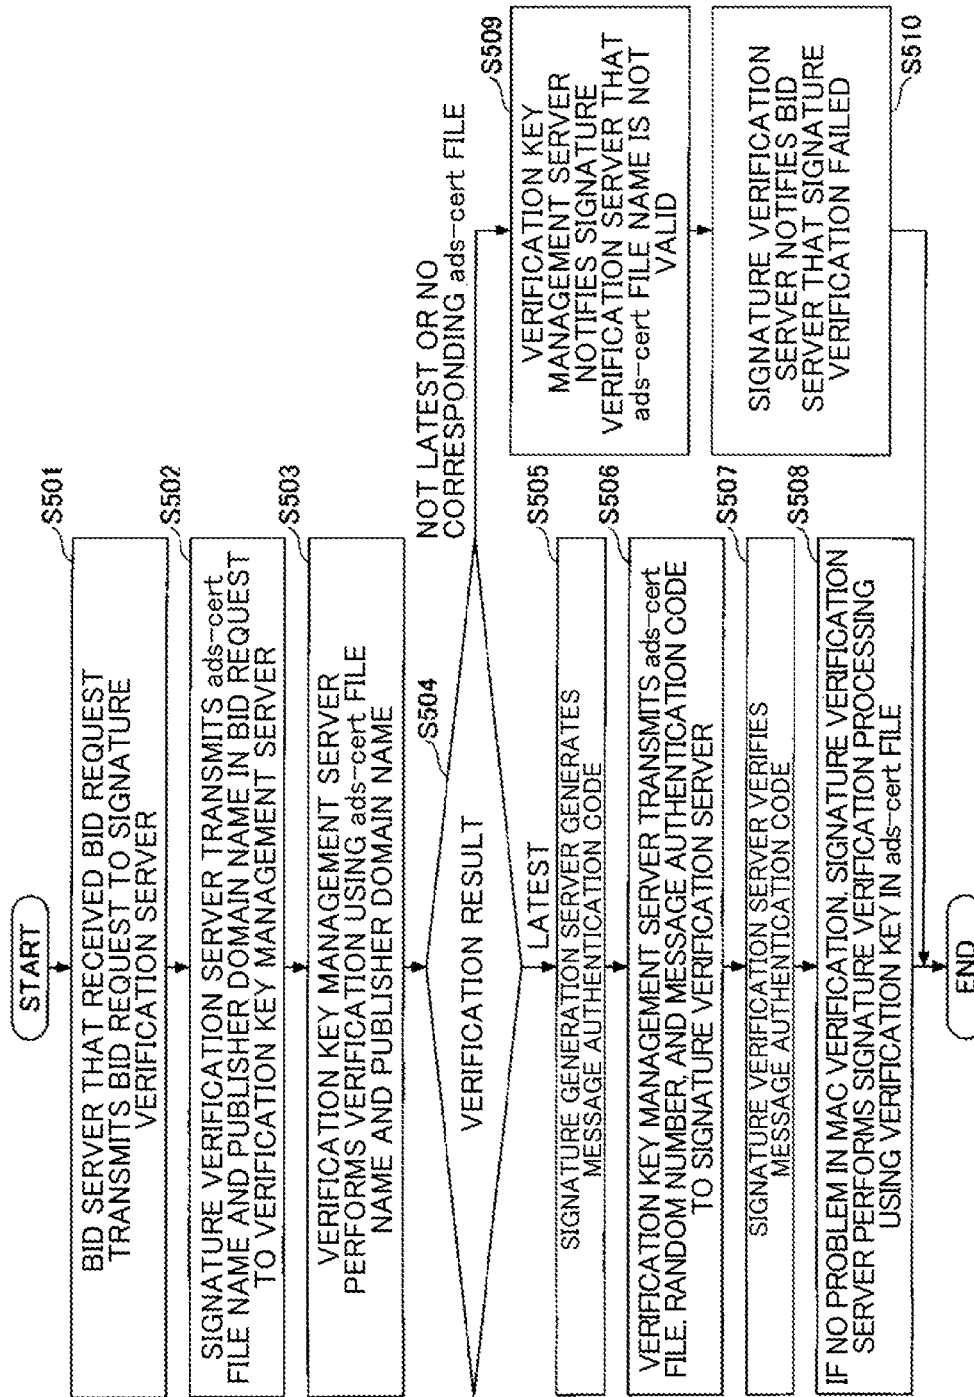 START
S501
BID SERVER THAT RECEIVED BID REQUEST
TRANSMITS BID REQUEST TO SIGNATURE
VERIFICATION SERVER
S502
SIGNATURE VERIFICATION SERVER TRANSMITS ads-cert
FILE NAME AND PUBLISHER DOMAIN NAME IN BID REQUEST
TO VERIFICATION KEY MANAGEMENT SERVER
S503
VERIFICATION KEY MANAGEMENT SERVER
PERFORMS VERIFICATION USING ads-cert FILE
NAME AND PUBLISHER DOMAIN NAME
S504
VERIFICATION RESULT
NOT LATEST OR NO
CORRESPONDING ads-cert FILE
LATEST
S505
SIGNATURE GENERATION SERVER GENERATES
MESSAGE AUTHENTICATION CODE
S506
VERIFICATION KEY MANAGEMENT SERVER TRANSMITS ads-cert
FILE, RANDOM NUMBER, AND MESSAGE AUTHENTICATION CODE
TO SIGNATURE VERIFICATION SERVER
S507
SIGNATURE VERIFICATION SERVER VERIFIES
MESSAGE AUTHENTICATION CODE
S508
IF NO PROBLEM IN MAC VERIFICATION, SIGNATURE VERIFICATION
SERVER PERFORMS SIGNATURE VERIFICATION PROCESSING
USING VERIFICATION KEY IN ads-cert FILE
S509
VERIFICATION KEY
MANAGEMENT SERVER
NOTIFIES SIGNATURE
VERIFICATION SERVER THAT
ads-cert FILE NAME IS NOT
VALID
S510
SIGNATURE VERIFICATION
SERVER NOTIFIES BID
SERVER THAT SIGNATURE
VERIFICATION FAILED
END